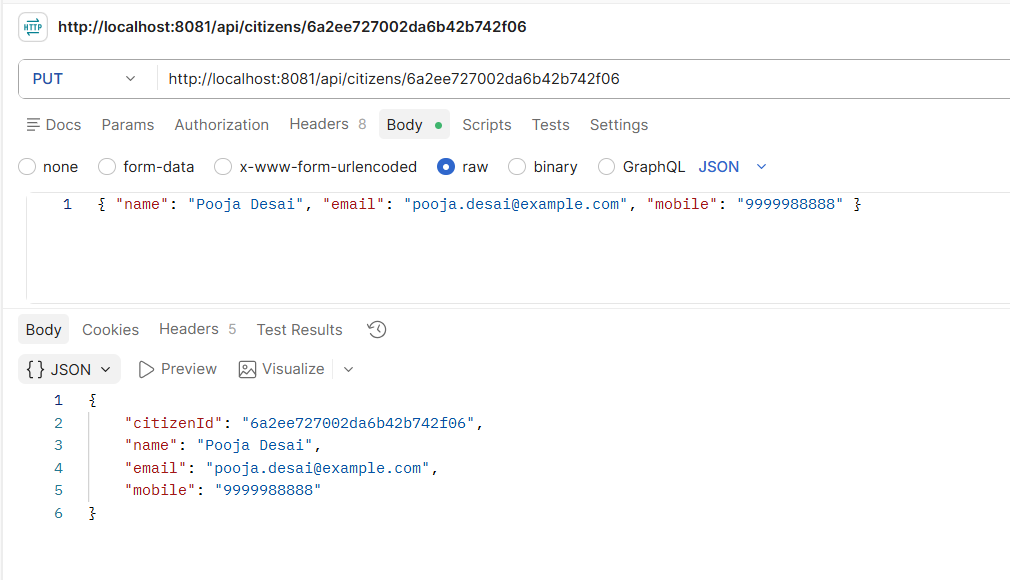 HTTP http://localhost:8081/api/citizens/6a2ee727002da6b42b742f06
PUT http://localhost:8081/api/citizens/6a2ee727002da6b42b742f06
Docs Params Authorization Headers 8 Body Scripts Tests Settings
none form-data x-www-form-urlencoded raw binary GraphQL JSON
1 { "name": "Pooja Desai", "email": "pooja.desai@example.com", "mobile": "9999988888" }
Body Cookies Headers 5 Test Results
{} JSON Preview Visualize
1 {
2 "citizenId": "6a2ee727002da6b42b742f06",
3 "name": "Pooja Desai",
4 "email": "pooja.desai@example.com",
5 "mobile": "9999988888"
6 }